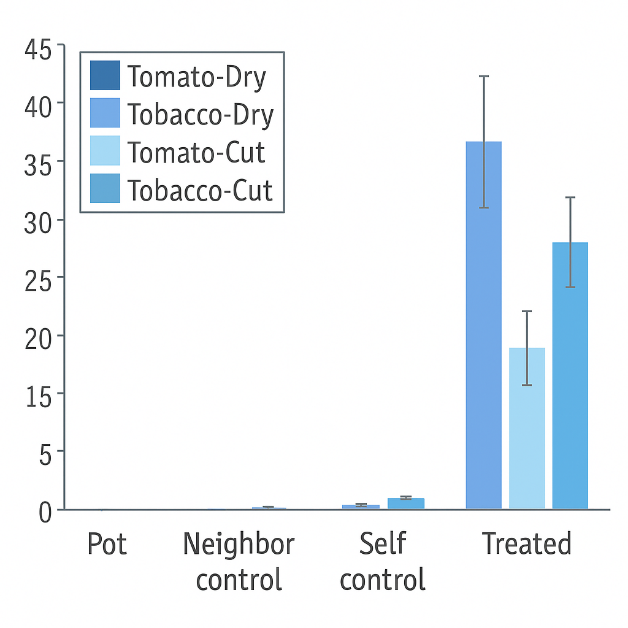 45
40
35
30
25
20
15
5
0
Tomato-Dry
Tobacco-Dry
Tomato-Cut
Tobacco-Cut
Pot
Neighbor
control
Self
control
Treated